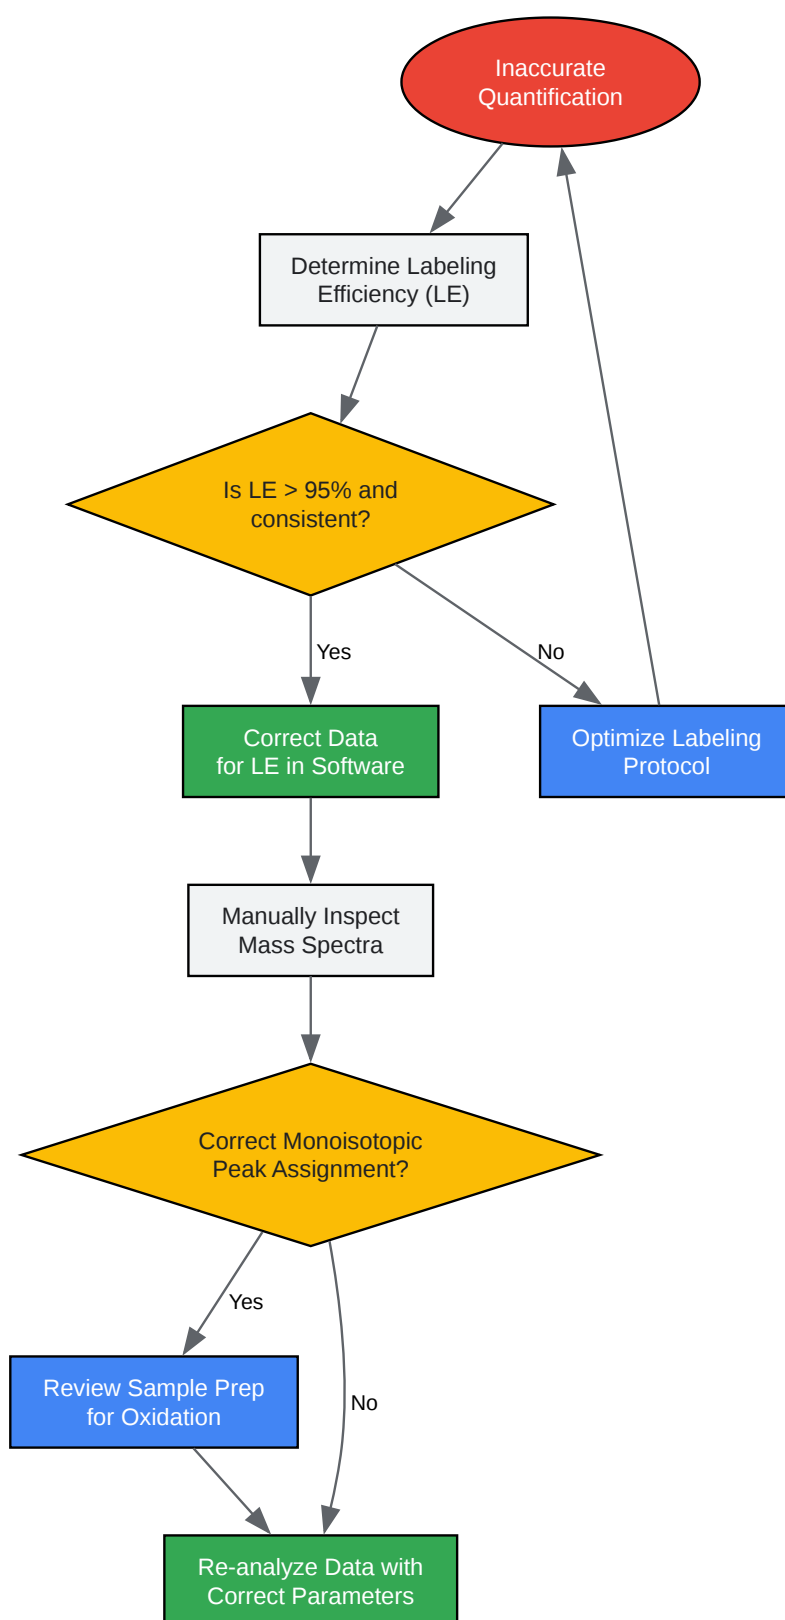 Inaccurate
Quantification
Determine Labeling
Efficiency (LE)
Is LE > 95% and
consistent?
Yes
No
Correct Data
for LE in Software
Optimize Labeling
Protocol
Manually Inspect
Mass Spectra
Correct Monoisotopic
Peak Assignment?
Yes
Review Sample Prep
for Oxidation
No
Re-analyze Data with
Correct Parameters